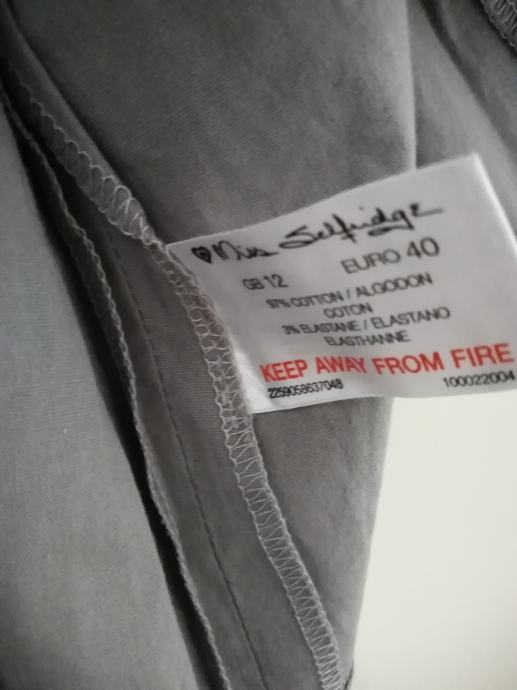 Miss Selfridge
GB 12 EURO 40
97% COTTON / ALGODON
COTON
3% ELASTANE / ELASTANO
ELASTHANNE
KEEP AWAY FROM FIRE
2259058637048 100022004